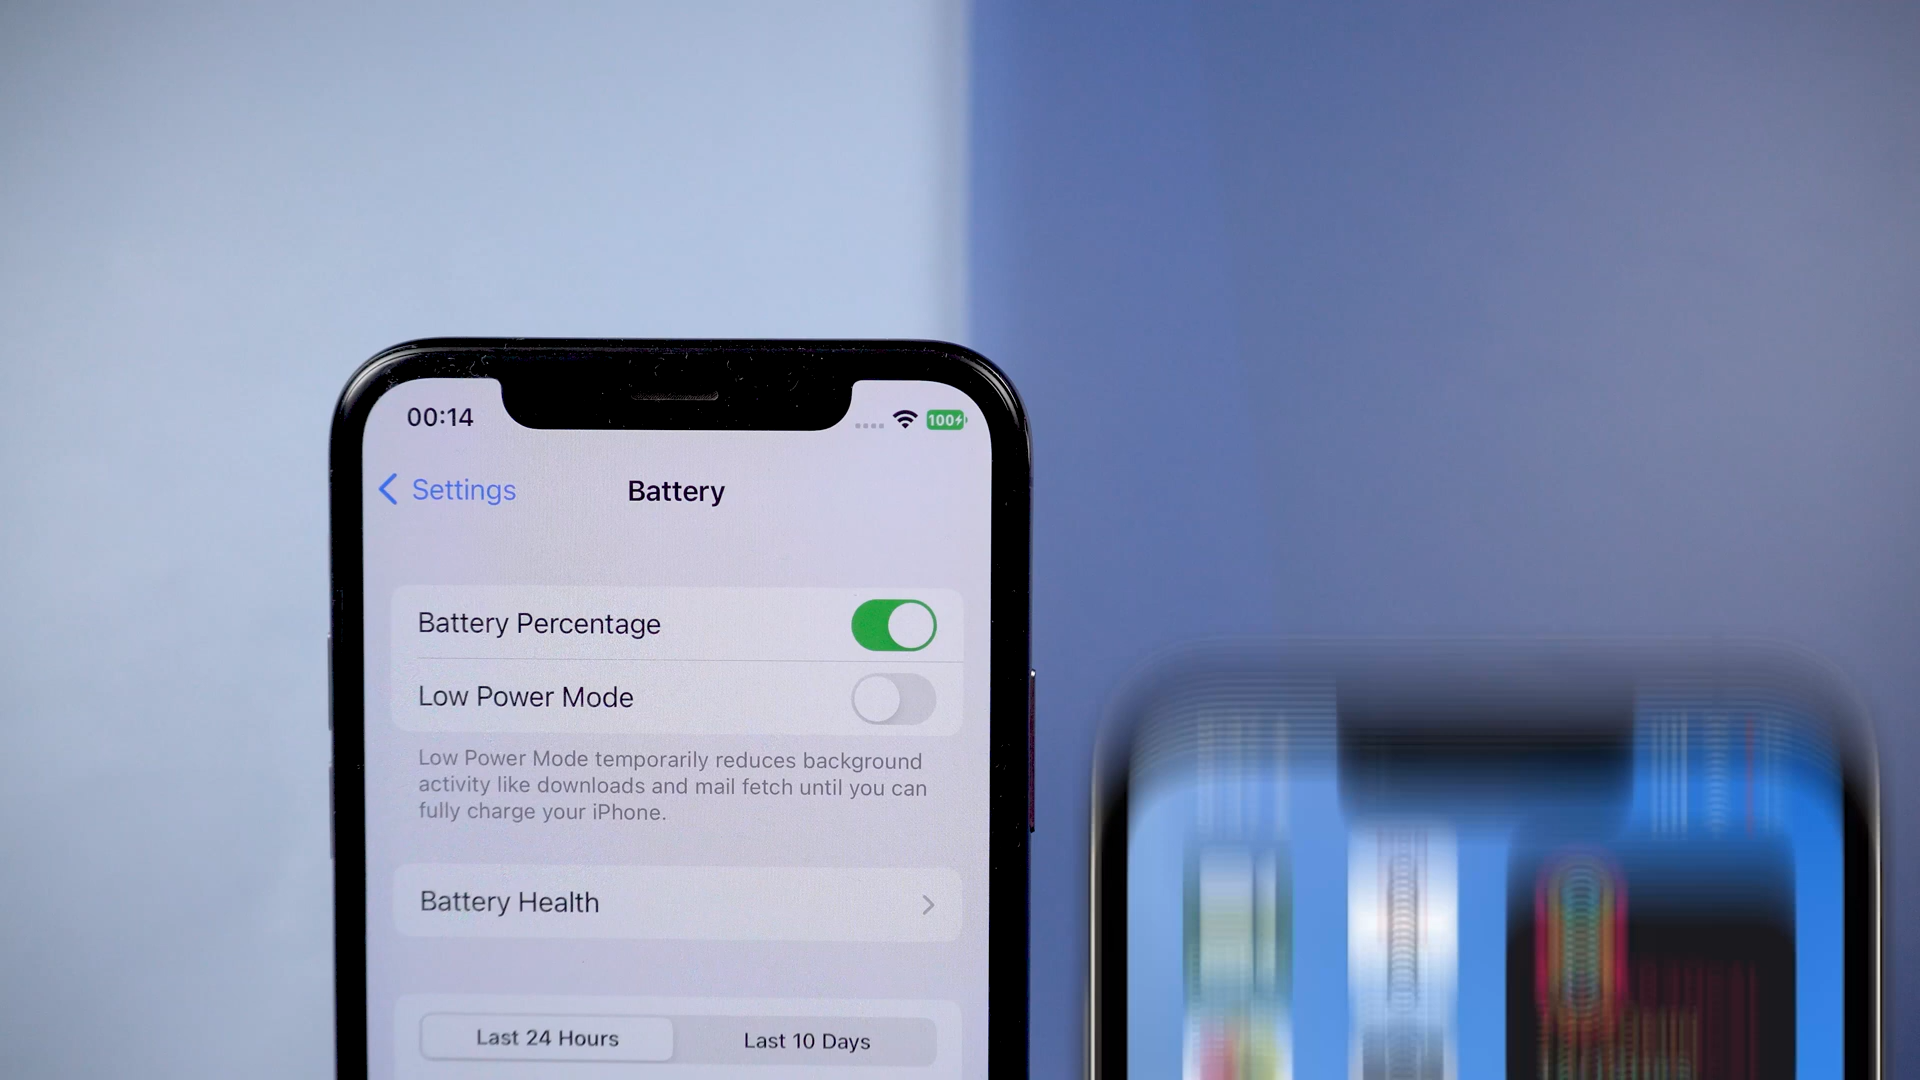 00:14
100
Settings
Battery
Battery Percentage
Low Power Mode
Low Power Mode temporarily reduces background
activity like downloads and mail fetch until you can
fully charge your iPhone.
Battery Health
Last 24 Hours
Last 10 Days